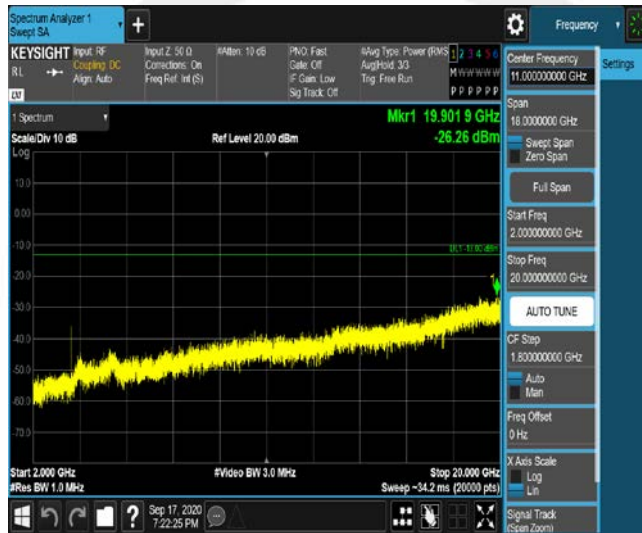 Spectrum Analyzer 1
Swept SA
+
Frequency
KEYSIGHT
RL
LXI
Input: RF
Coupling: DC
Align: Auto
Input Z: 50 Ω
Corrections: On
Freq Ref: Int (S)
#Atten: 10 dB
PNO: Fast
Gate: Off
IF Gain: Low
Sig Track: Off
#Avg Type: Power (RMS
Avg|Hold: 3/3
Trig: Free Run
1 2 3 4 5 6
M W W W W W
P P P P P P
1 Spectrum
Scale/Div 10 dB
Log
Ref Level 20.00 dBm
Mkr1 19.901 9 GHz
-26.26 dBm
10.0
0.00
-10.0
-20.0
-30.0
-40.0
-50.0
-60.0
-70.0
DL1 -13.00 dBm
1
Start 2.000 GHz
#Res BW 1.0 MHz
#Video BW 3.0 MHz
Stop 20.000 GHz
Sweep ~34.2 ms (20000 pts)
Center Frequency
11.000000000 GHz
Settings
Span
18.0000000 GHz
Swept Span
Zero Span
Full Span
Start Freq
2.000000000 GHz
Stop Freq
20.000000000 GHz
AUTO TUNE
CF Step
1.800000000 GHz
Auto
Man
Freq Offset
0 Hz
X Axis Scale
Log
Lin
Signal Track
(Span Zoom)
?
Sep 17, 2020
7:22:25 PM